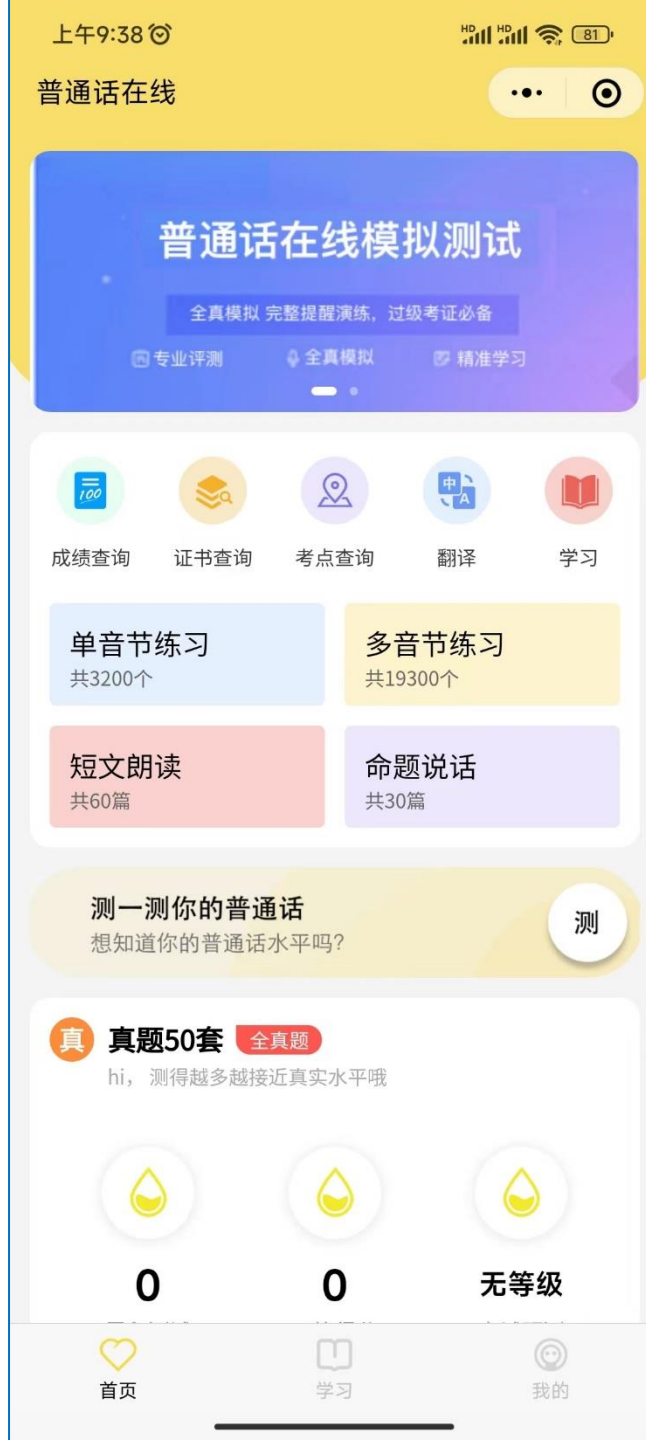 上午9:38
HD HD 81
普通话在线
普通话在线模拟测试
全真模拟 完整提醒演练,过级考证必备
专业评测 全真模拟 精准学习
100 中 A
成绩查询 证书查询 考点查询 翻译 学习
单音节练习 多音节练习
共3200个 共19300个
短文朗读 命题说话
共60篇 共30篇
测一测你的普通话
想知道你的普通话水平吗?
测
真 真题50套 全真题
hi, 测得越多越接近真实水平哦
0 0 无等级
首页 学习 我的